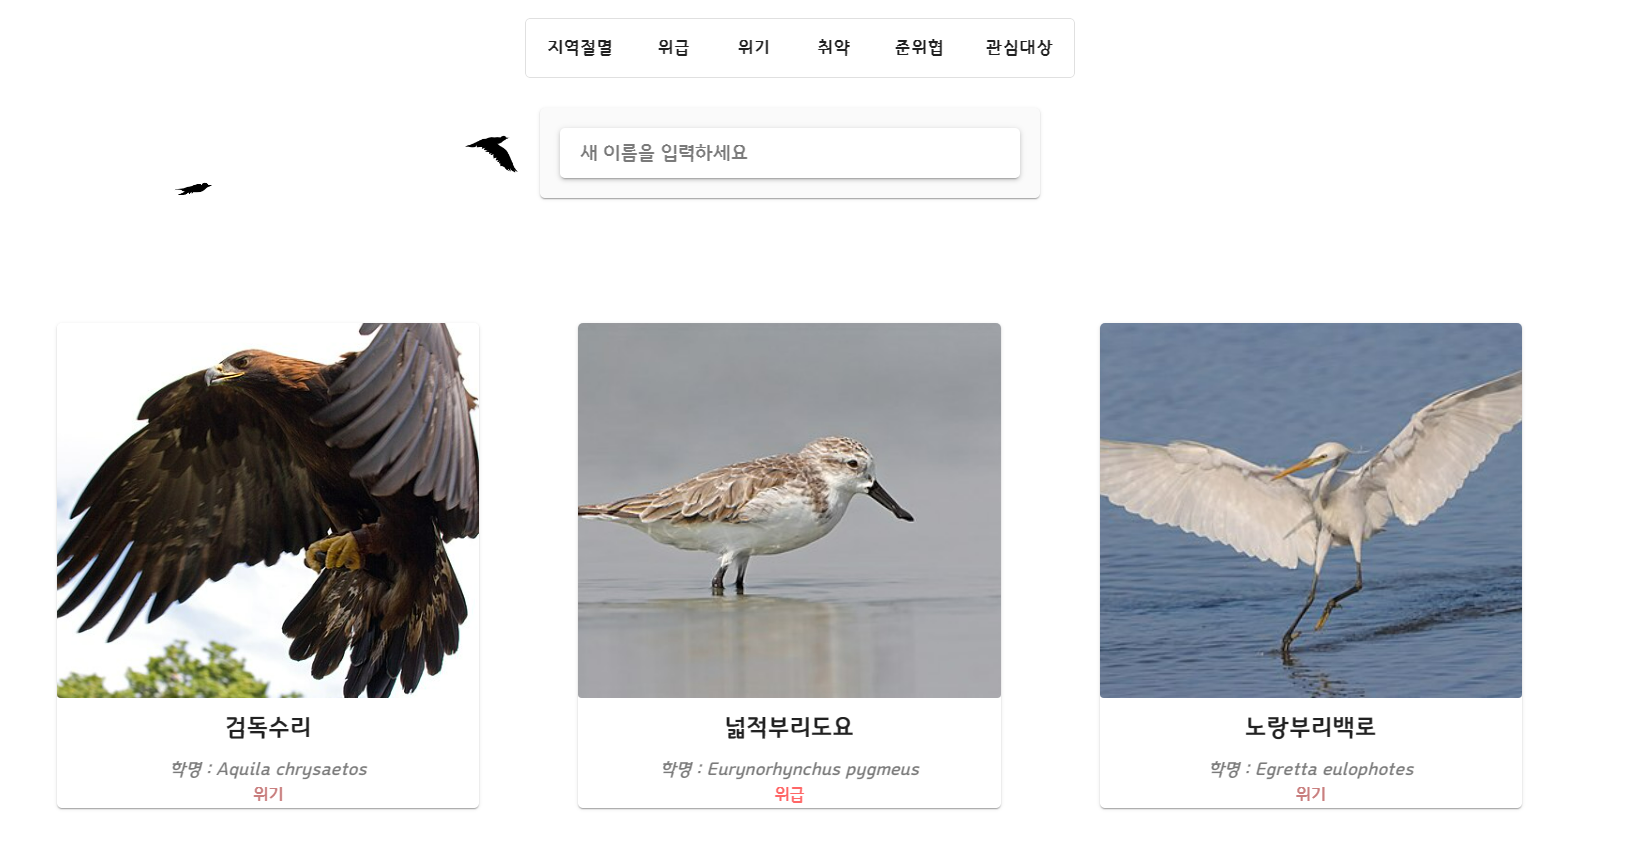 지역절멸 위급 위기 취약 준위협 관심대상
새 이름을 입력하세요
검독수리
학명 : Aquila chrysaetos
위기
넓적부리도요
학명 : Eurynorhynchus pygmeus
위급
노랑부리백로
학명 : Egretta eulophotes
위기